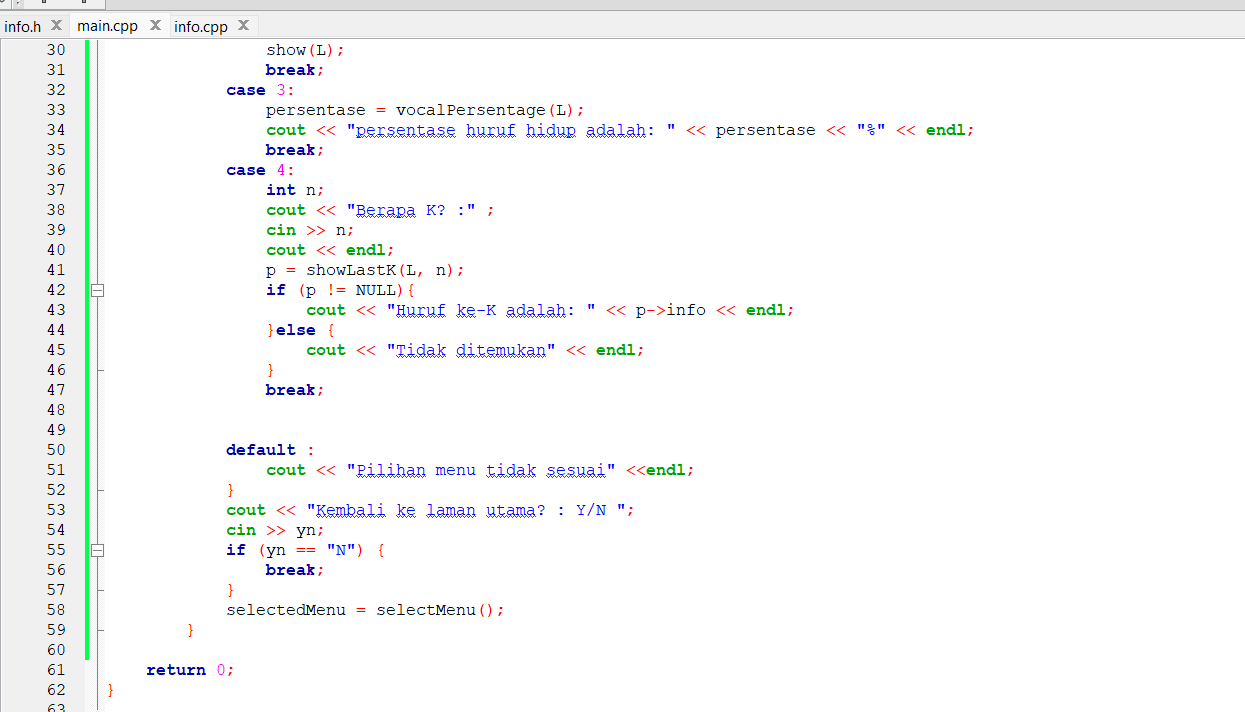 info.h main.cpp info.cpp
30 show(L);
31 break;
32 case 3:
33 persentase = vocalPersentage(L);
34 cout << "persentase huruf hidup adalah: " << persentase << "%" << endl;
35 break;
36 case 4:
37 int n;
38 cout << "Berapa K? :" ;
39 cin >> n;
40 cout << endl;
41 p = showLastK(L, n);
42 if (p != NULL){
43 cout << "Huruf ke-K adalah: " << p->info << endl;
44 }else {
45 cout << "Tidak ditemukan" << endl;
46 }
47 break;
48
49
50 default :
51 cout << "Pilihan menu tidak sesuai" <<endl;
52 }
53 cout << "Kembali ke laman utama? : Y/N ";
54 cin >> yn;
55 if (yn == "N") {
56 break;
57 }
58 selectedMenu = selectMenu();
59 }
60
61 return 0;
62 }
63